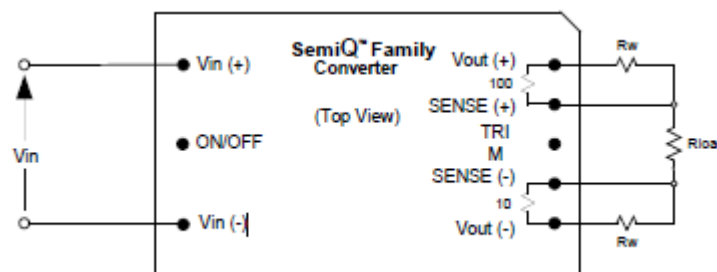 SemiQ™ Family
Converter
(Top View)
Vin
Vin (+)
ON/OFF
Vin (-)
Vout (+)
100
SENSE (+)
TRI
M
SENSE (-)
10
Vout (-)
Rw
Rloa
Rw